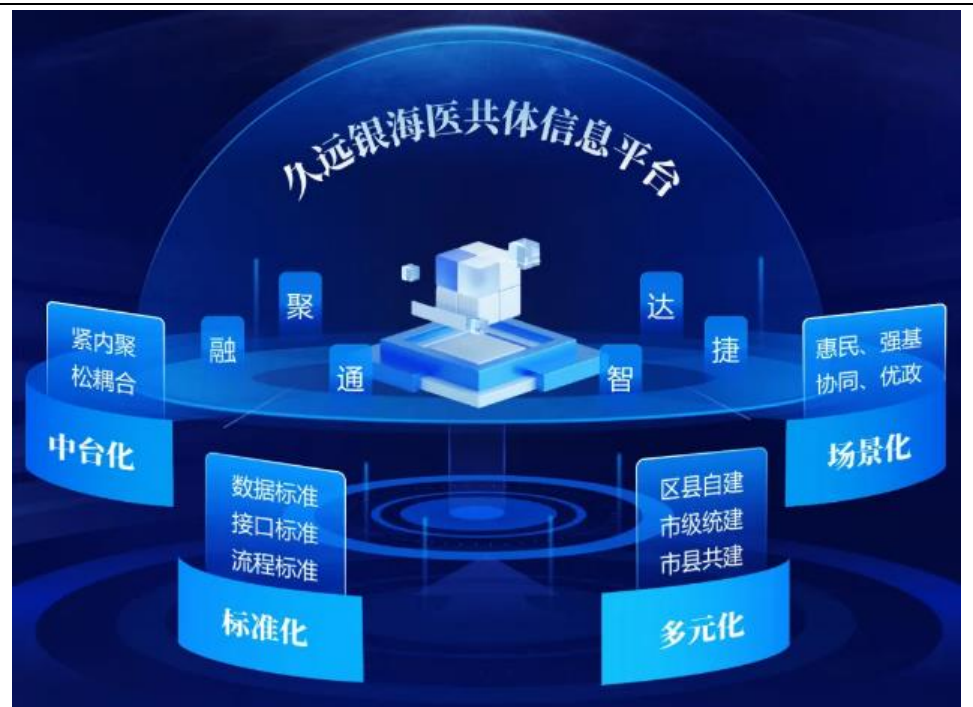 久远银海医共体信息平台
聚
达
融
捷
通
智
紧内聚
松耦合
中台化
惠民、强基
协同、优政
场景化
数据标准
接口标准
流程标准
标准化
区县自建
市级统建
市县共建
多元化